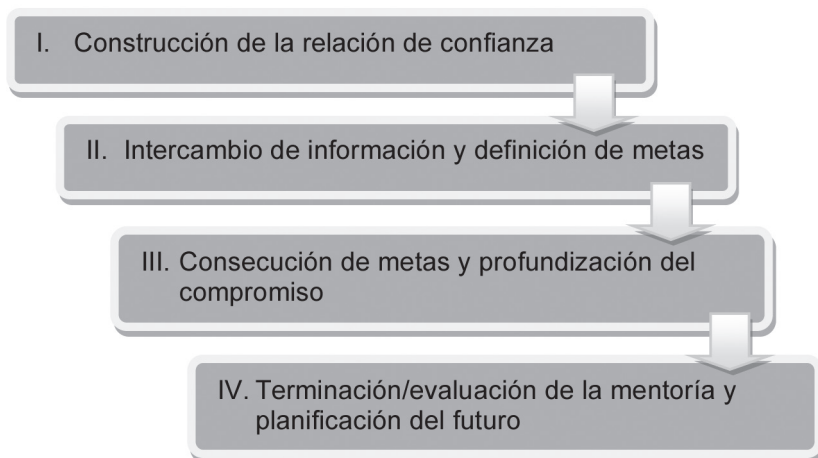 I. Construcción de la relación de confianza
II. Intercambio de información y definición de metas
III. Consecución de metas y profundización del
compromiso
IV. Terminación/evaluación de la mentoría y
planificación del futuro